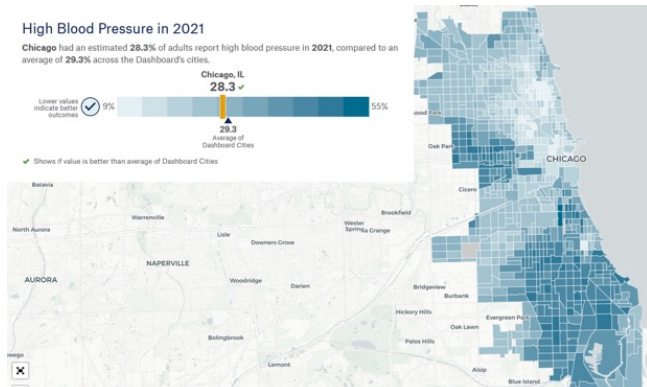 High Blood Pressure in 2021
Chicago had an estimated 28.3% of adults report high blood pressure in 2021, compared to an
average of 29.3% across the Dashboard's cities.
Chicago, IL
28.3
Lower values
indicate better
outcomes
9%
55%
29.3
Average of
Dashboard Cities
Shows if value is better than average of Dashboard Cities
wood Park
Oak Park
CHICAGO
Cicero
Batavia
Warrenville
Brookfield
North Aurora
Lisle
Western
Springs
La Grange
Downers Grove
NAPERVILLE
AURORA
Woodridge
Darien
Bridgeview
Burbank
Hickory Hills
Evergreen Park
Oak Lawn
Bolingbrook
Palos Hills
Lemont
Alsip
Blue Island
swego